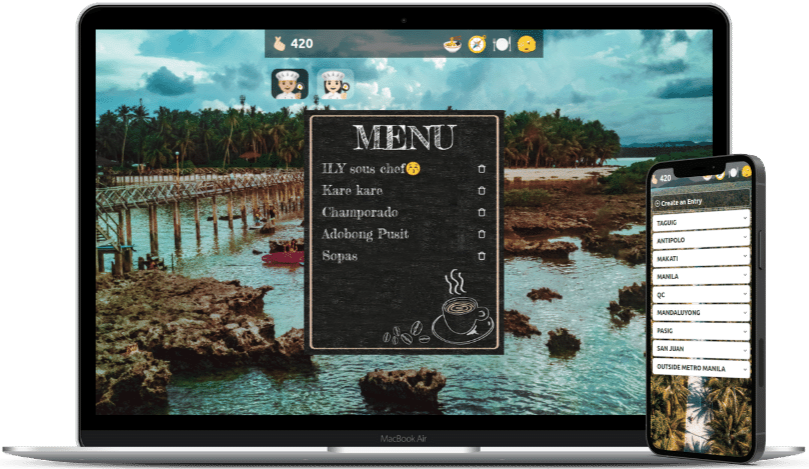 420
MENU
ILY sous chef😚
Kare kare
Champorado
Adobong Pusit
Sopas
MacBook Air
420
Create an Entry
TAGUIG
ANTIPOLO
MAKATI
MANILA
QC
MANDALUYONG
PASIG
SAN JUAN
OUTSIDE METRO MANILA